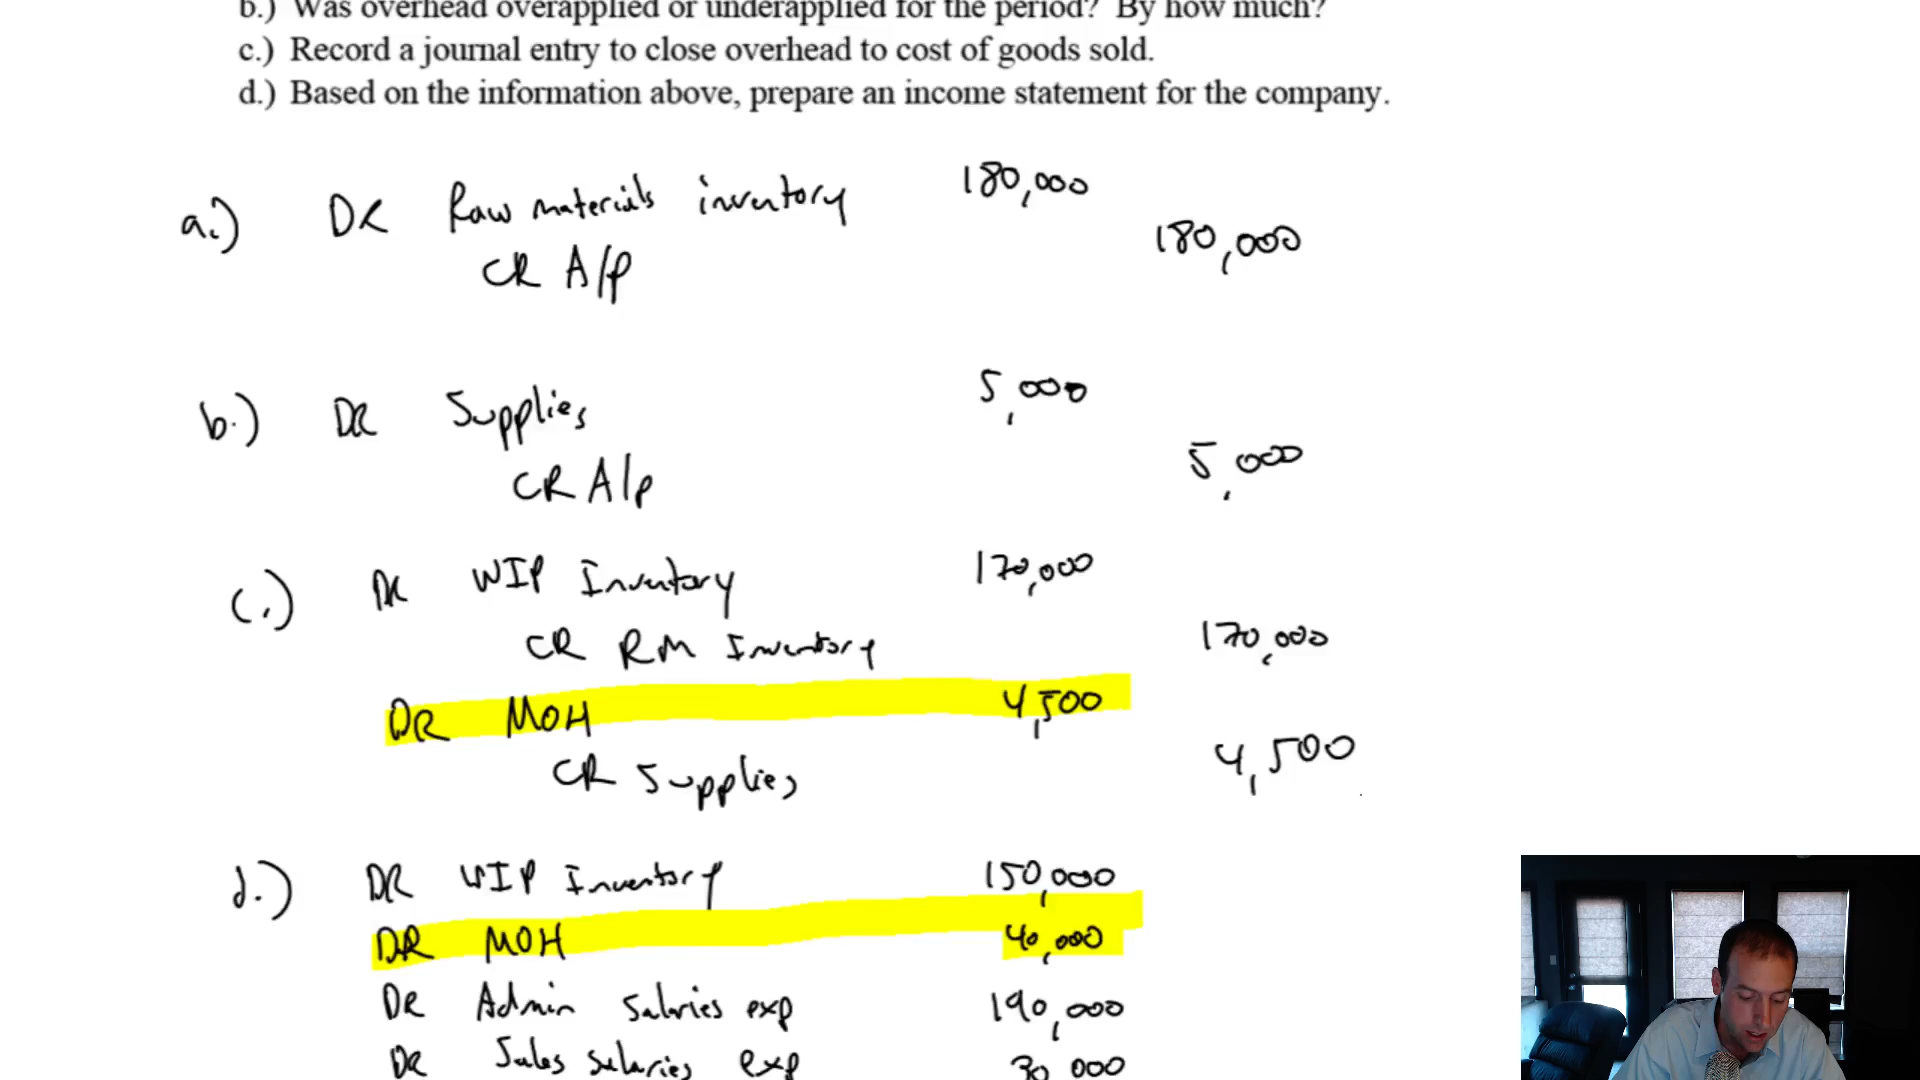 b.) Was overhead overapplied or underapplied for the period? By how much?
c.) Record a journal entry to close overhead to cost of goods sold.
d.) Based on the information above, prepare an income statement for the company.
a.) DR Raw materials inventory 180,000
CR A/P 180,000
b.) DR Supplies 5,000
CR A/P 5,000
c.) DR WIP Inventory 170,000
CR RM Inventory 170,000
DR MOH 4,500
CR Supplies 4,500
d.) DR WIP Inventory 150,000
DR MOH 40,000
DR Admin Salaries exp 190,000
DR Sales salaries exp 30,000